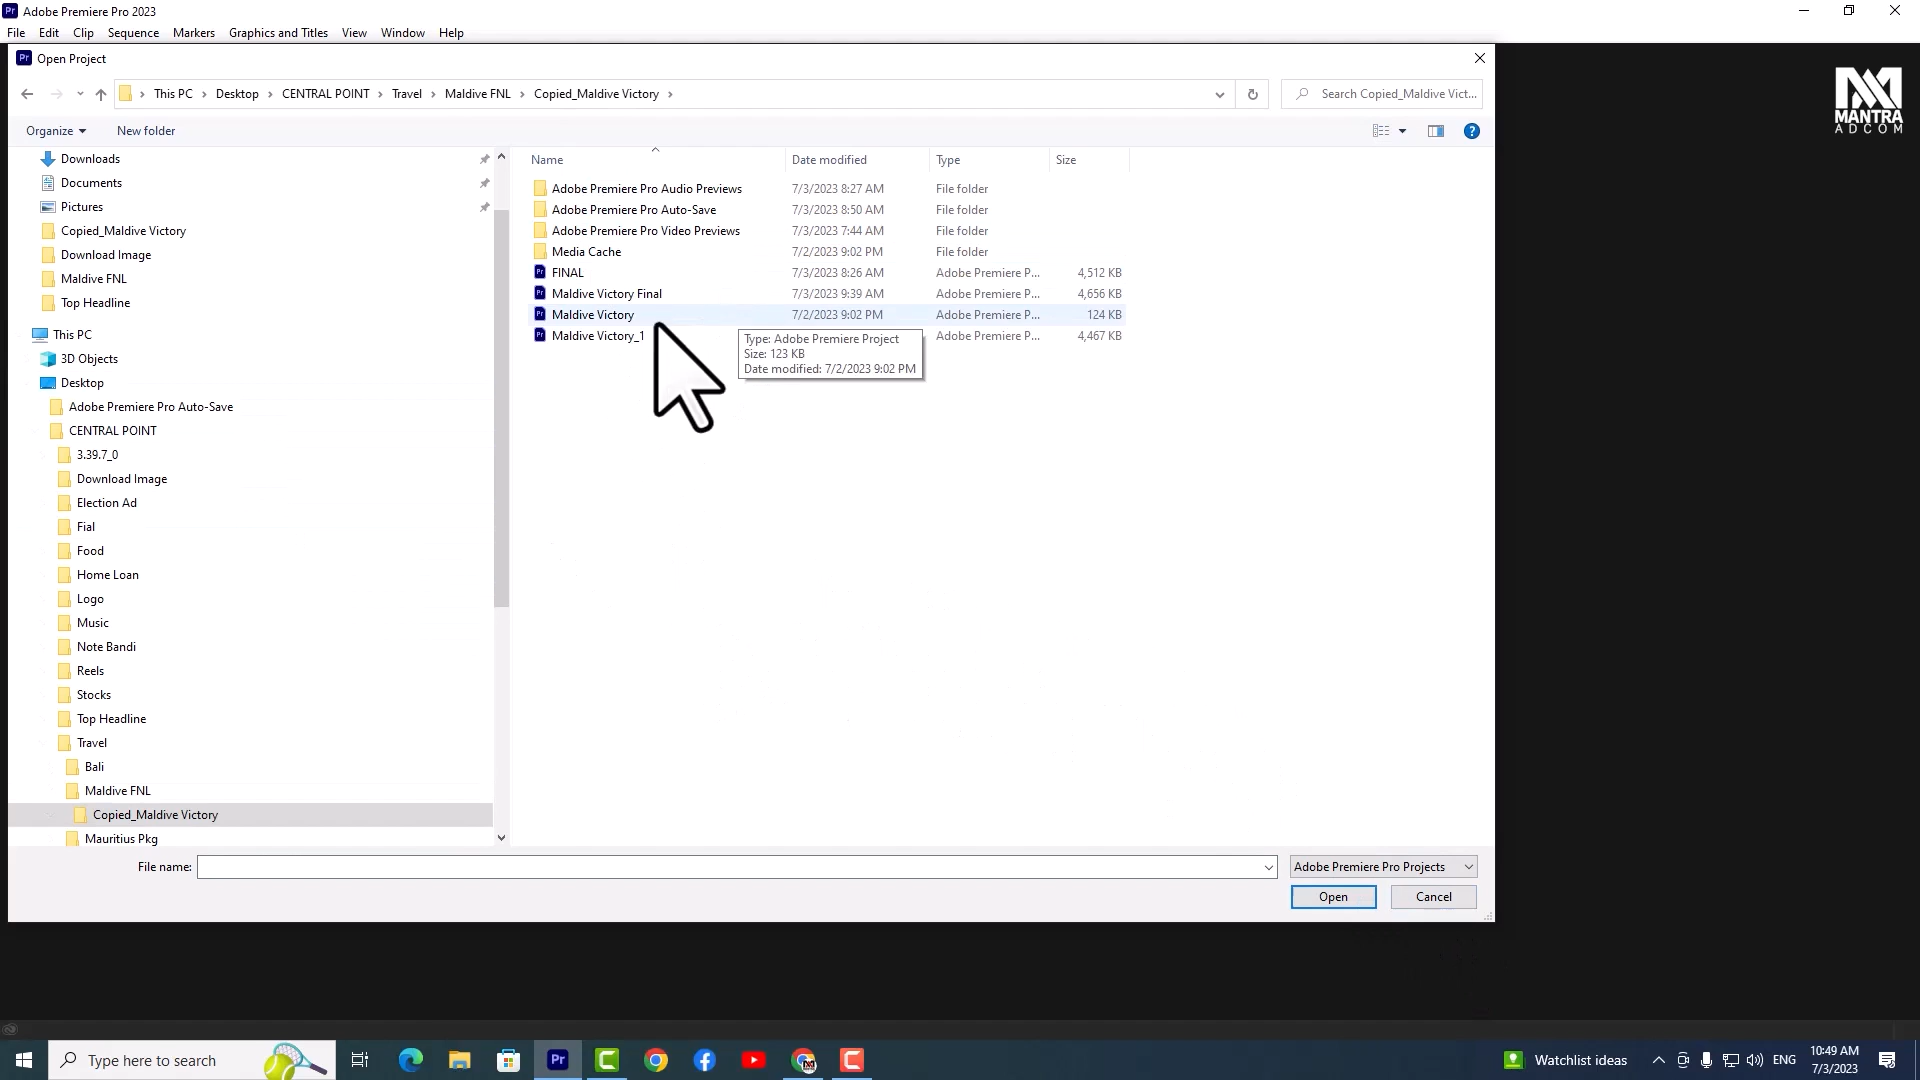 Adobe Premiere Pro 2023
File Edit Clip Sequence Markers Graphics and Titles View Window Help
Open Project
This PC Desktop CENTRAL POINT Travel Maldive FNL Copied_Maldive Victory
Search Copied_Maldive Vict...
MANTRA
ADCOM
Organize New folder
Name Date modified Type Size
Downloads
Documents
Pictures
Copied_Maldive Victory
Download Image
Maldive FNL
Top Headline
This PC
3D Objects
Desktop
Adobe Premiere Pro Auto-Save
CENTRAL POINT
3.39.7_0
Download Image
Election Ad
Fial
Food
Home Loan
Logo
Music
Note Bandi
Reels
Stocks
Top Headline
Travel
Bali
Maldive FNL
Copied_Maldive Victory
Mauritius Pkg
Adobe Premiere Pro Audio Previews 7/3/2023 8:27 AM File folder
Adobe Premiere Pro Auto-Save 7/3/2023 8:50 AM File folder
Adobe Premiere Pro Video Previews 7/3/2023 7:44 AM File folder
Media Cache 7/2/2023 9:02 PM File folder
FINAL 7/3/2023 8:26 AM Adobe Premiere P... 4,512 KB
Maldive Victory Final 7/3/2023 9:39 AM Adobe Premiere P... 4,656 KB
Maldive Victory 7/2/2023 9:02 PM Adobe Premiere P... 124 KB
Maldive Victory_1 Adobe Premiere P... 4,467 KB
Type: Adobe Premiere Project
Size: 123 KB
Date modified: 7/2/2023 9:02 PM
File name: Adobe Premiere Pro Projects
Open Cancel
Type here to search
Watchlist ideas
ENG
10:49 AM
7/3/2023